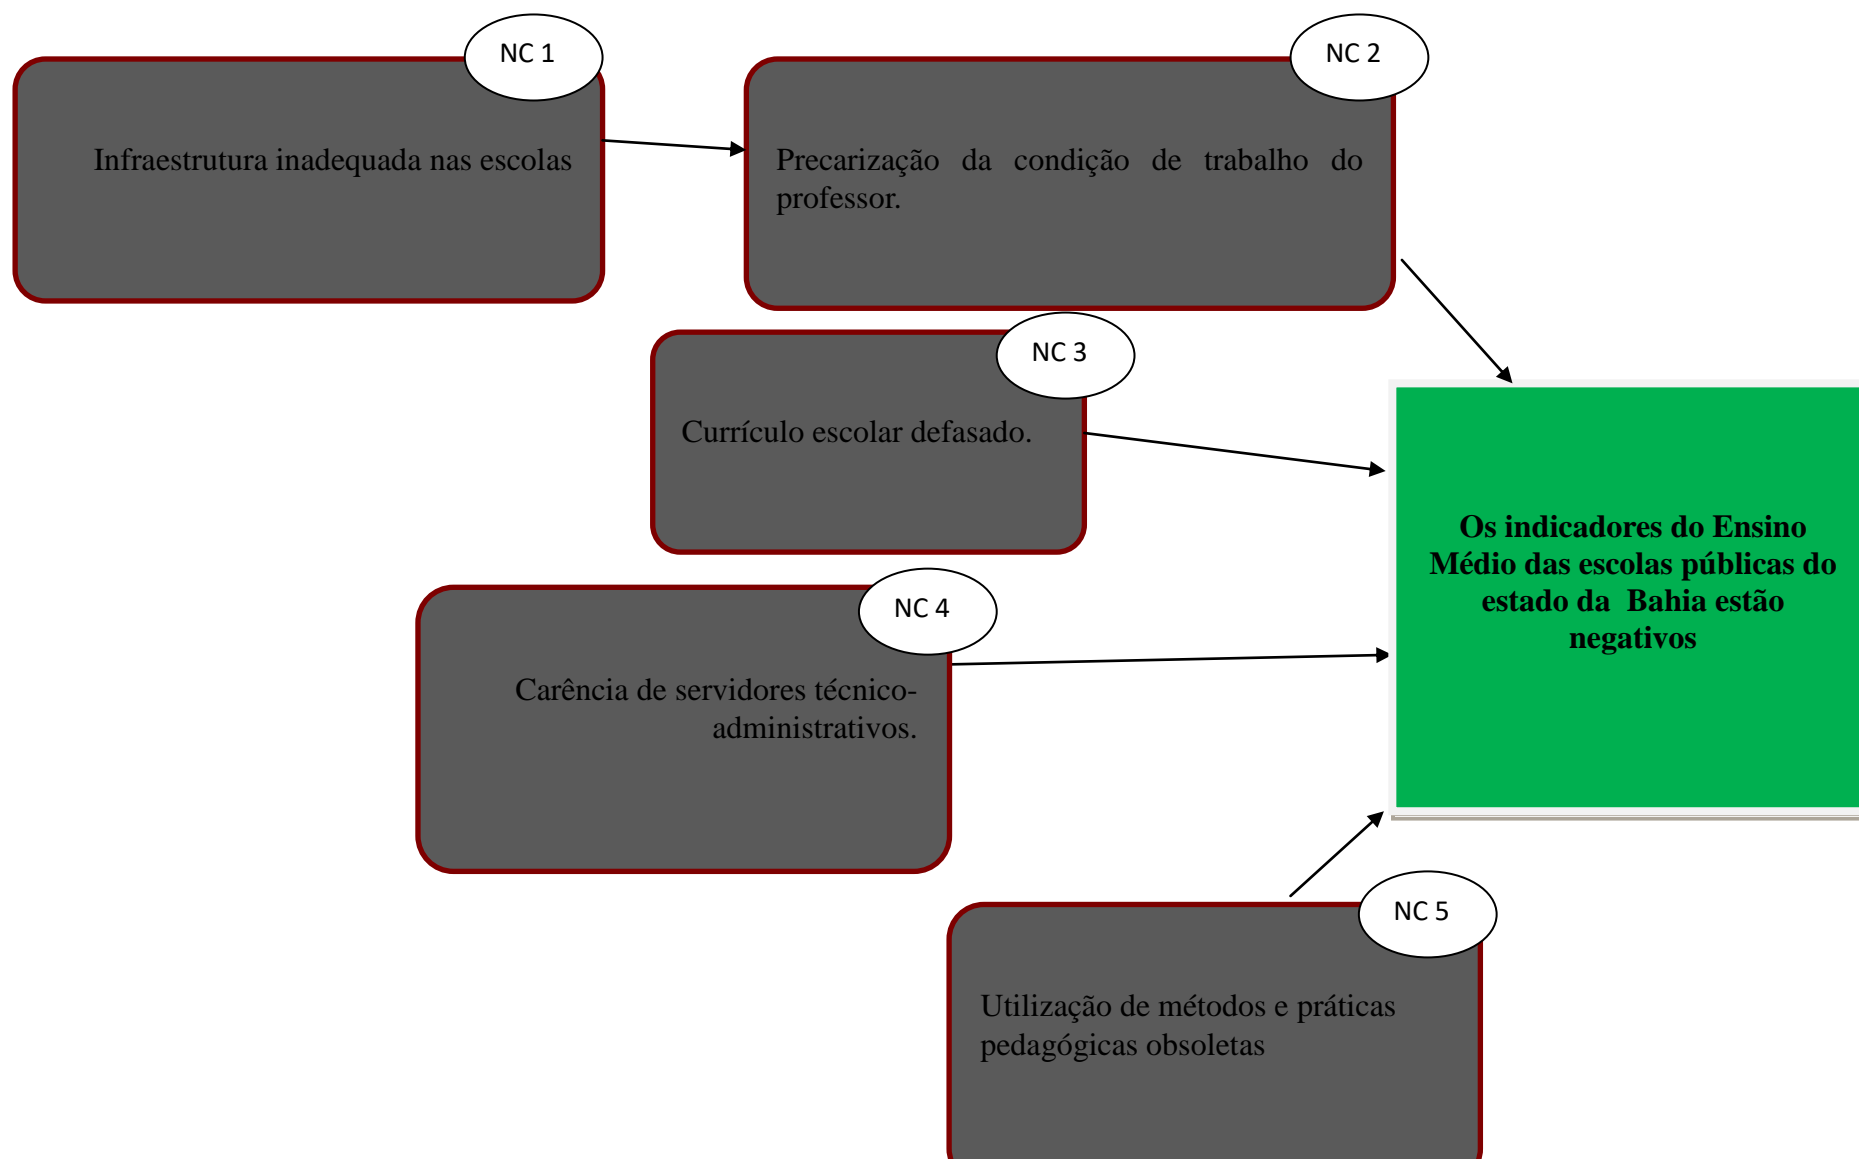 NC 1
Infraestrutura inadequada nas escolas
NC 2
Precarização da condição de trabalho do
professor.
NC 3
Currículo escolar defasado.
NC 4
Carência de servidores técnico-
administrativos.
Os indicadores do Ensino
Médio das escolas públicas do
estado da Bahia estão
negativos
NC 5
Utilização de métodos e práticas
pedagógicas obsoletas